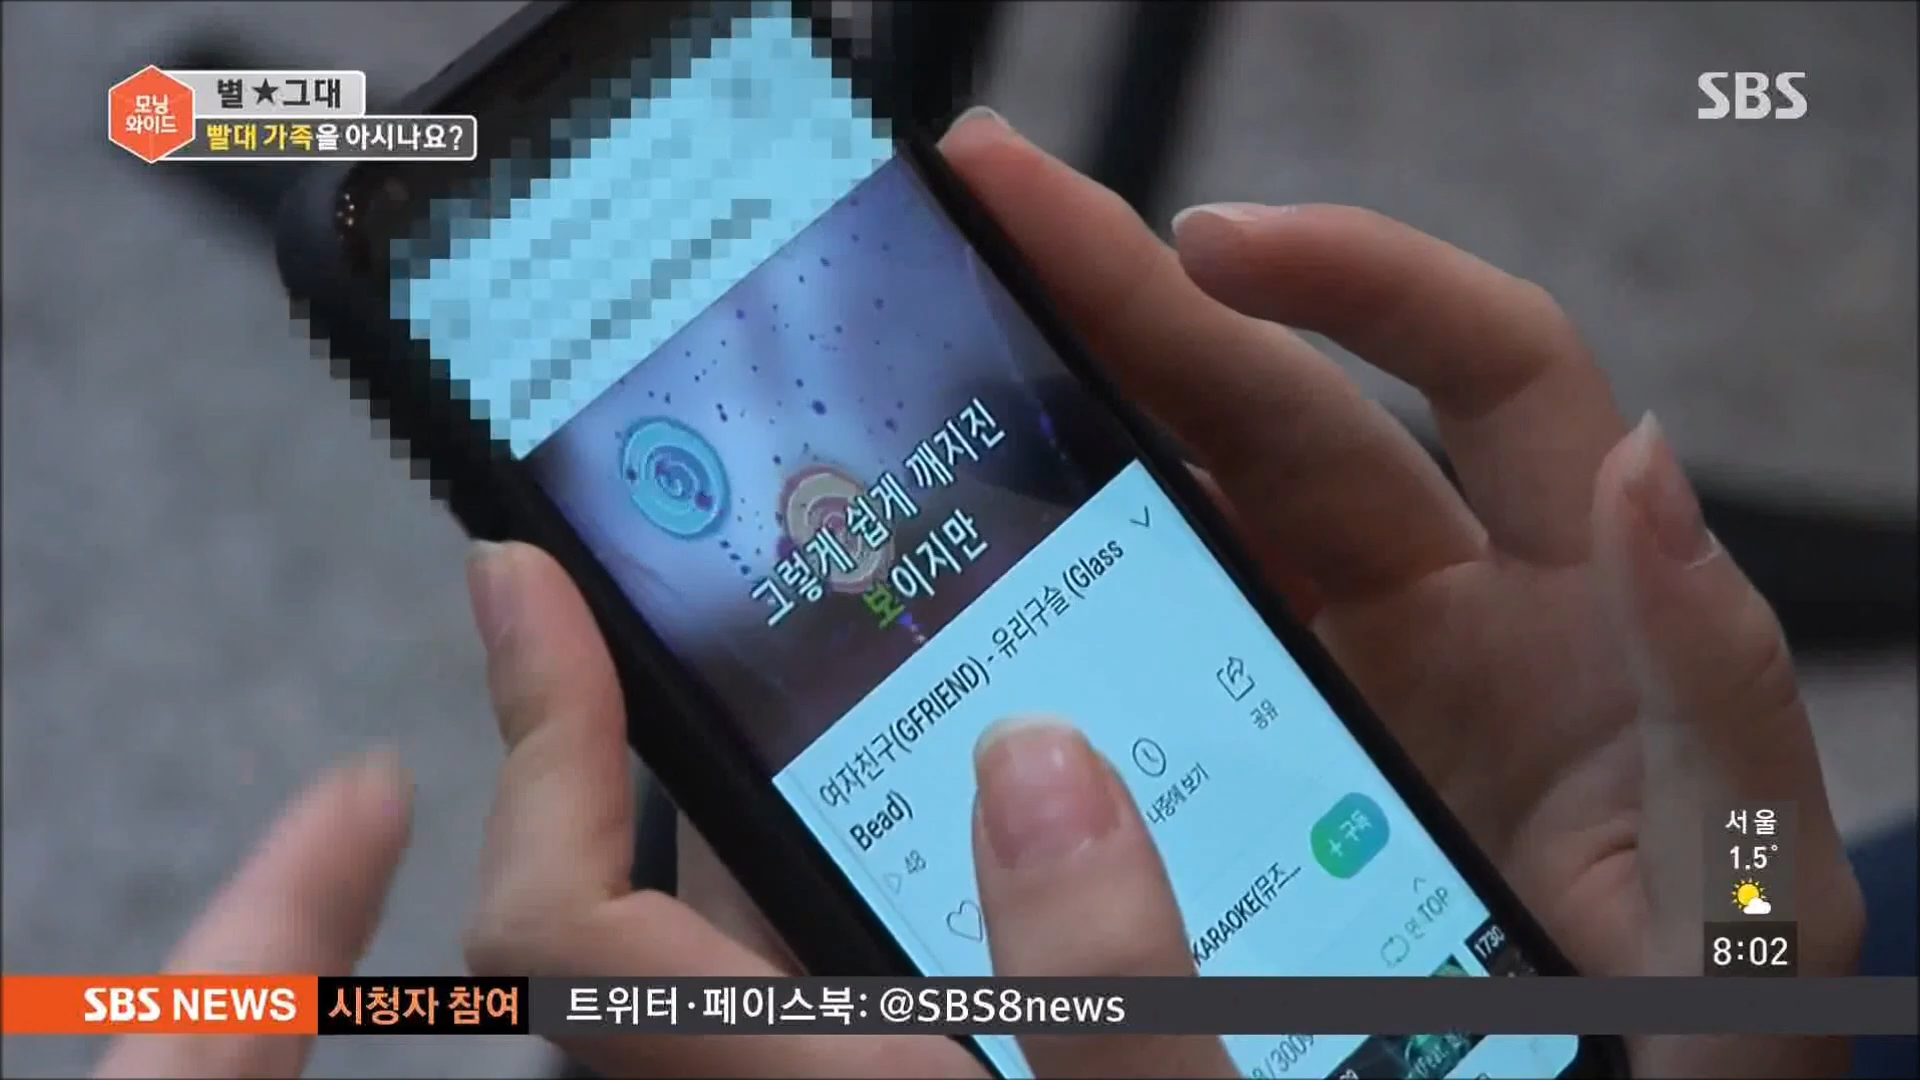 모닝
와이드
별★그대
빨대 가족을 아시나요?
SBS
그렇게 쉽게 깨지진
보이지만
여자친구(GFRIEND) - 유리구슬 (Glass
Bead)
48
나중에 보기
공유
KARAOKE(뮤즈...
+ 구독
TOP
1730
서울
1.5°
8:02
SBS NEWS
시청자 참여
트위터·페이스북: @SBS8news